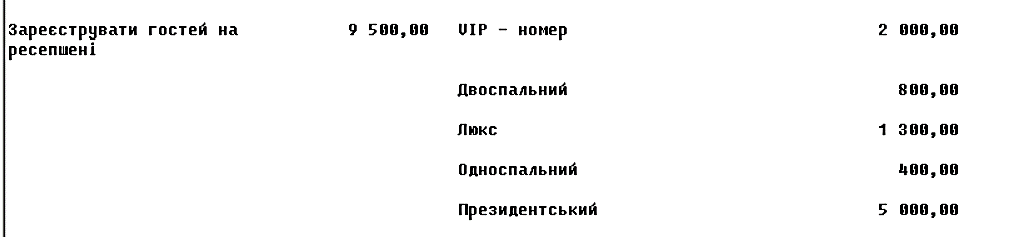 Зареєструвати гостей на 9 500,00 VIP - номер 2 000,00
ресепшені
Двоспальний 800,00
Люкс 1 300,00
Односпальний 400,00
Президентський 5 000,00